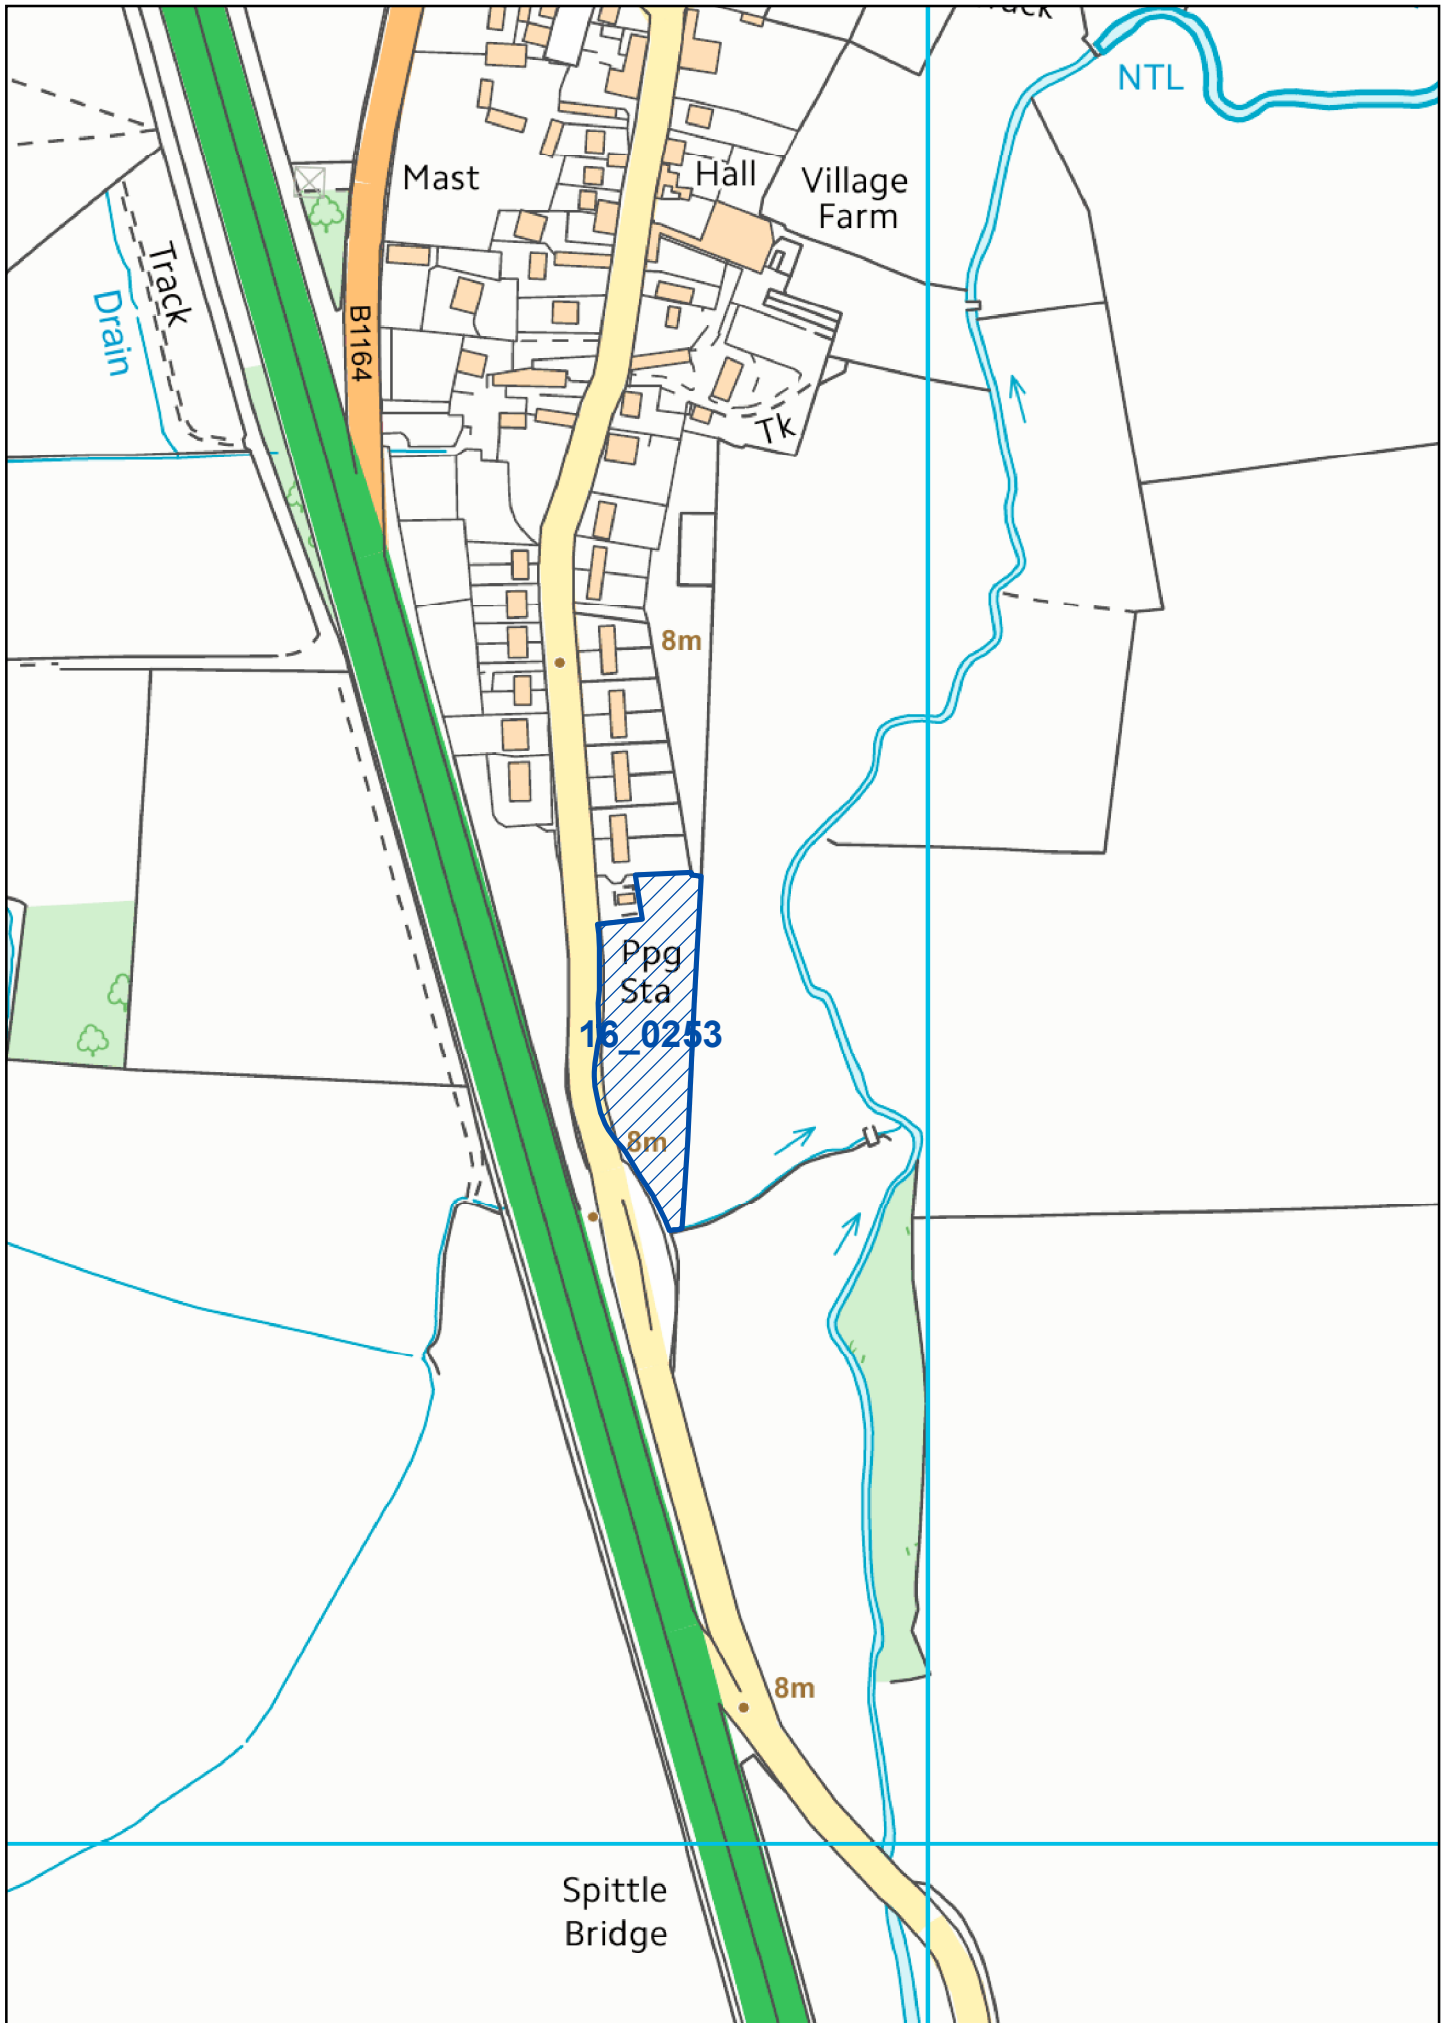 NTL
Mast
Hall
Village
Farm
Track
Drain
B1164
Tk
8m
Ppg
Sta
16_0253
8m
8m
Spittle
Bridge